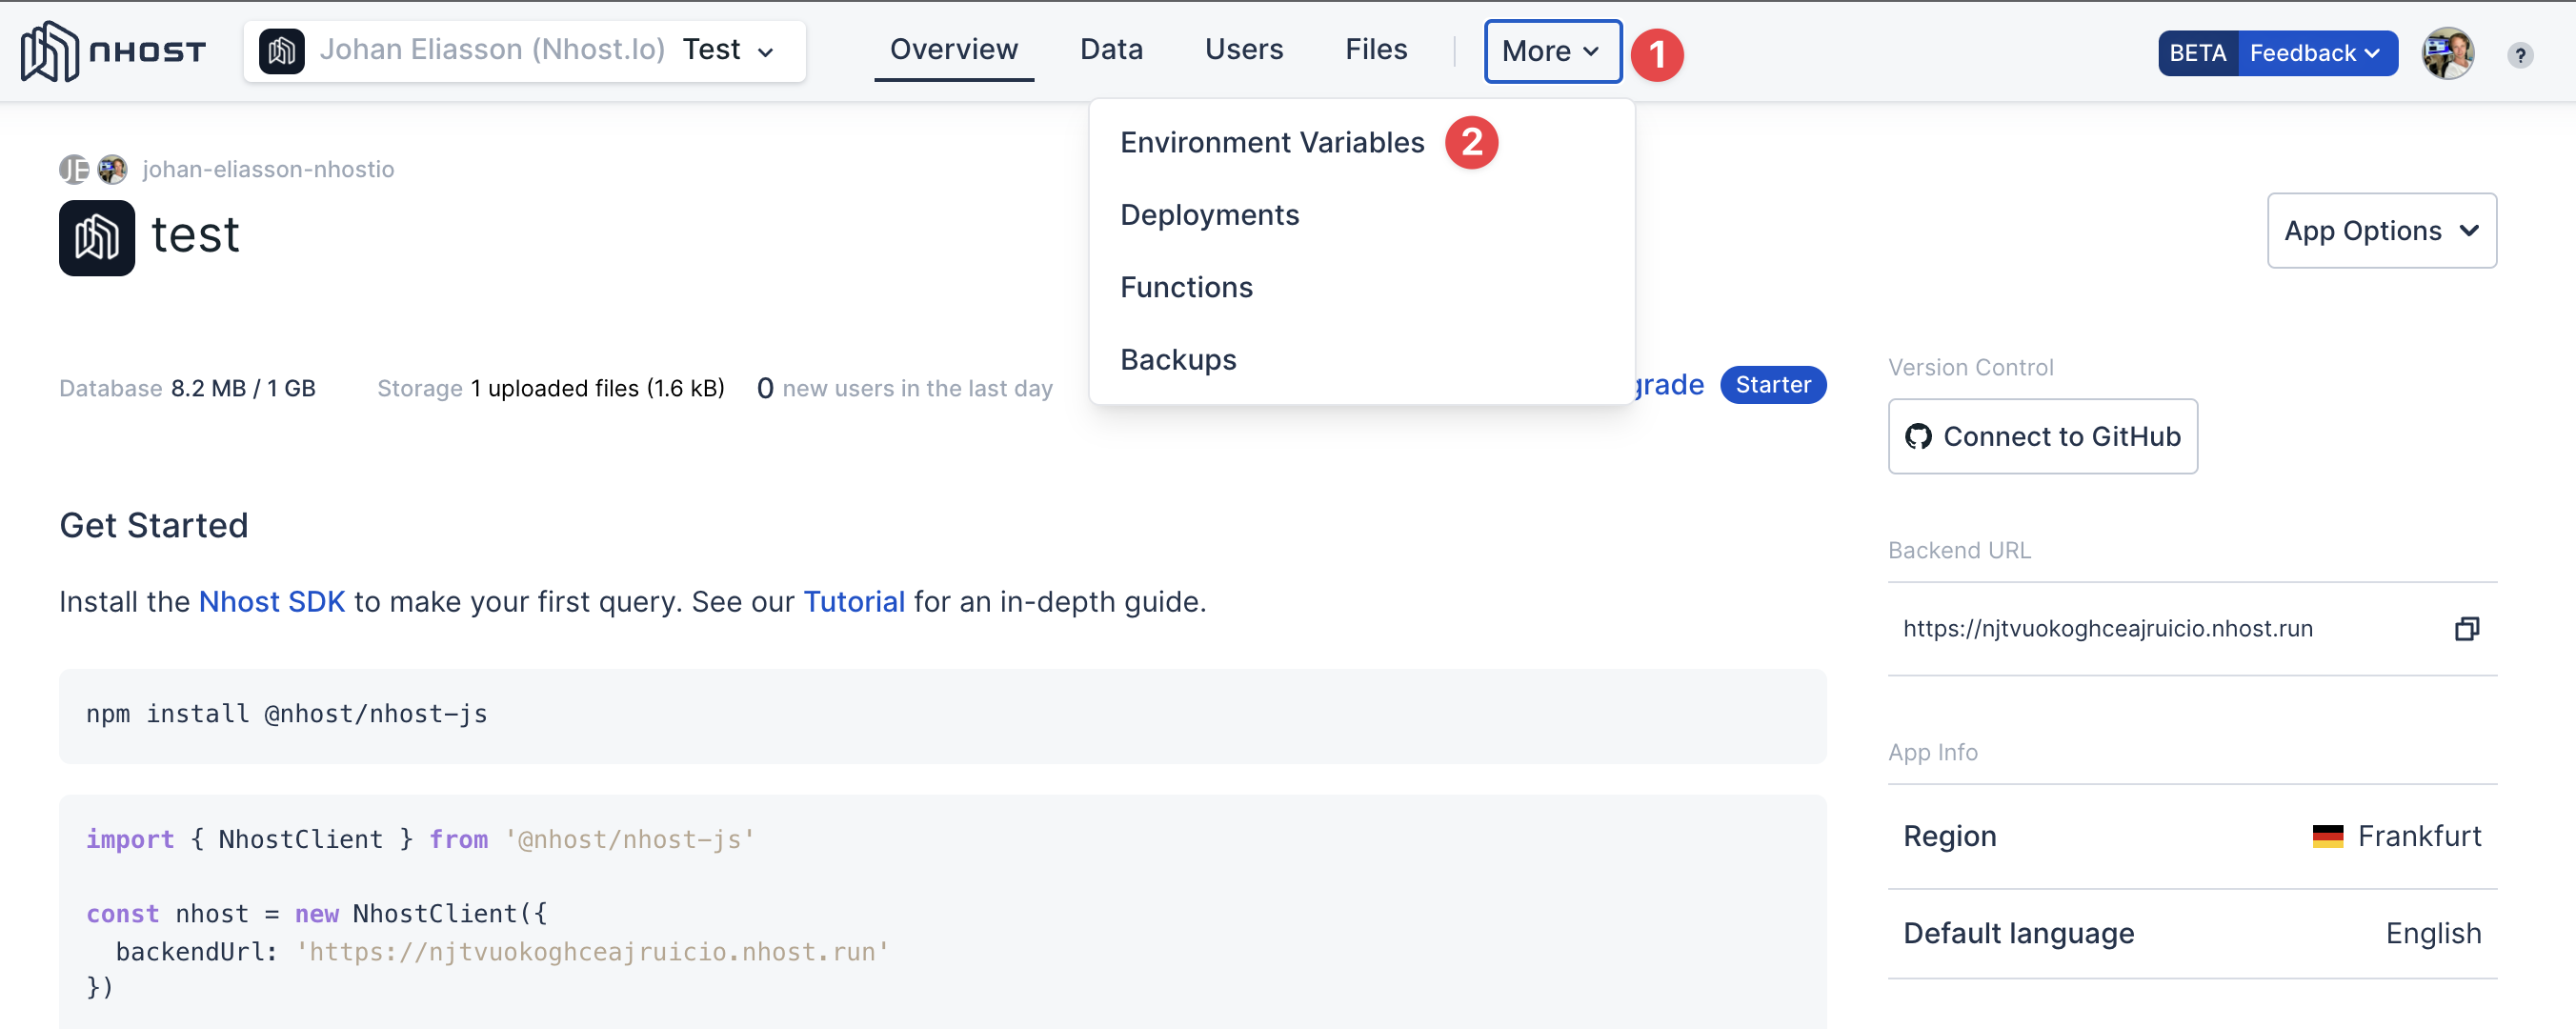 NHOST
Johan Eliasson (Nhost.Io) Test
Overview Data Users Files More 1
BETA Feedback ?
Environment Variables 2
Deployments
Functions
Backups
JE johan-eliasson-nhostio
test
App Options
Database 8.2 MB / 1 GB Storage 1 uploaded files (1.6 kB) 0 new users in the last day
grade Starter
Get Started
Install the Nhost SDK to make your first query. See our Tutorial for an in-depth guide.
npm install @nhost/nhost-js
import { NhostClient } from '@nhost/nhost-js'
const nhost = new NhostClient({
backendUrl: 'https://njtvuokoghceajruicio.nhost.run'
})
Version Control
Connect to GitHub
Backend URL
https://njtvuokoghceajruicio.nhost.run
App Info
Region Frankfurt
Default language English